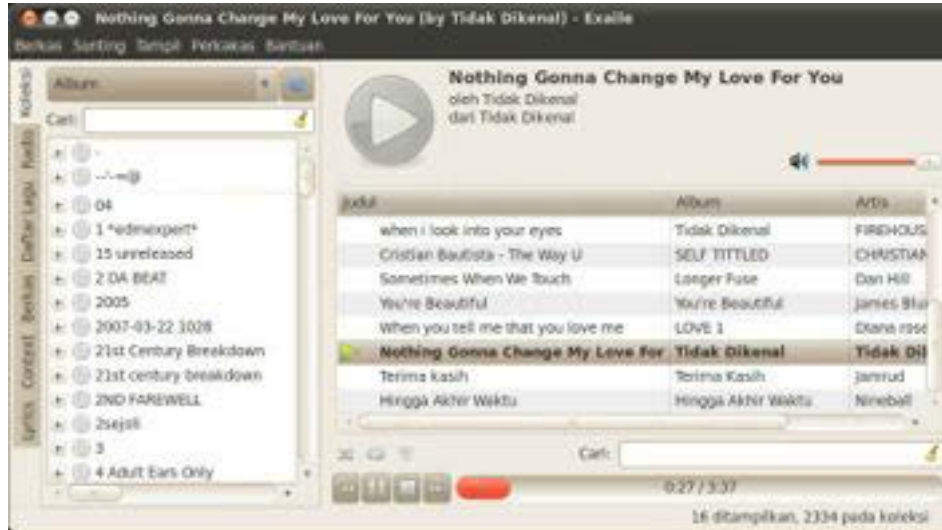 Nothing Gonna Change My Love For You (by Tidak Dikenal) - Exaile
Berkas Sunting Tampil Perkakas Bantuan
Koleksi
Radio
Daftar Lagu
Berkas
Context
Lyrics
Album
Cari:
-
04
1 *edmexpert*
15 unreleased
2 DA BEAT
2005
2007-03-22 1028
21st Century Breakdown
21st century breakdown
2ND FAREWELL
2sejoli
3
4 Adult Ears Only
Nothing Gonna Change My Love For You
oleh Tidak Dikenal
dari Tidak Dikenal
Judul Album Artis
when i look into your eyes Tidak Dikenal FIREHOUS
Cristian Bautista - The Way U SELF TITTLED CHRISTIAN
Sometimes When We Touch Longer Fuse Dan Hill
You're Beautiful You're Beautiful James Blu
When you tell me that you love me LOVE 1 Diana rose
Nothing Gonna Change My Love For Tidak Dikenal Tidak Dil
Terima kasih Terima Kasih Jamrud
Hingga Akhir Waktu Hingga Akhir Waktu Nineball
Cari:
0:27 / 3:37
16 ditampilkan, 2334 pada koleksi